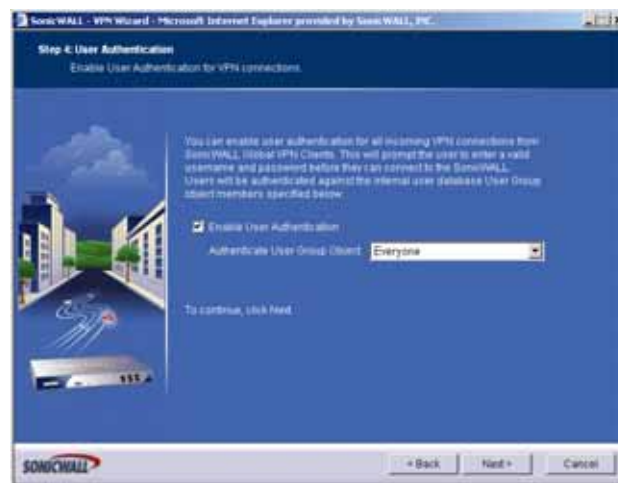 SonicWALL - VPN Wizard - Microsoft Internet Explorer provided by SonicWALL, INC.
Step 4: User Authentication
Enable User Authentication for VPN connections.
You can enable user authentication for all incoming VPN connections from
SonicWALL Global VPN Clients. This will prompt the user to enter a valid
username and password before they can connect to the SonicWALL.
Users will be authenticated against the internal user database User Group
object members specified below.
Enable User Authentication
Authenticate User Group Object: Everyone
To continue, click Next.
SONICWALL
< Back Next > Cancel